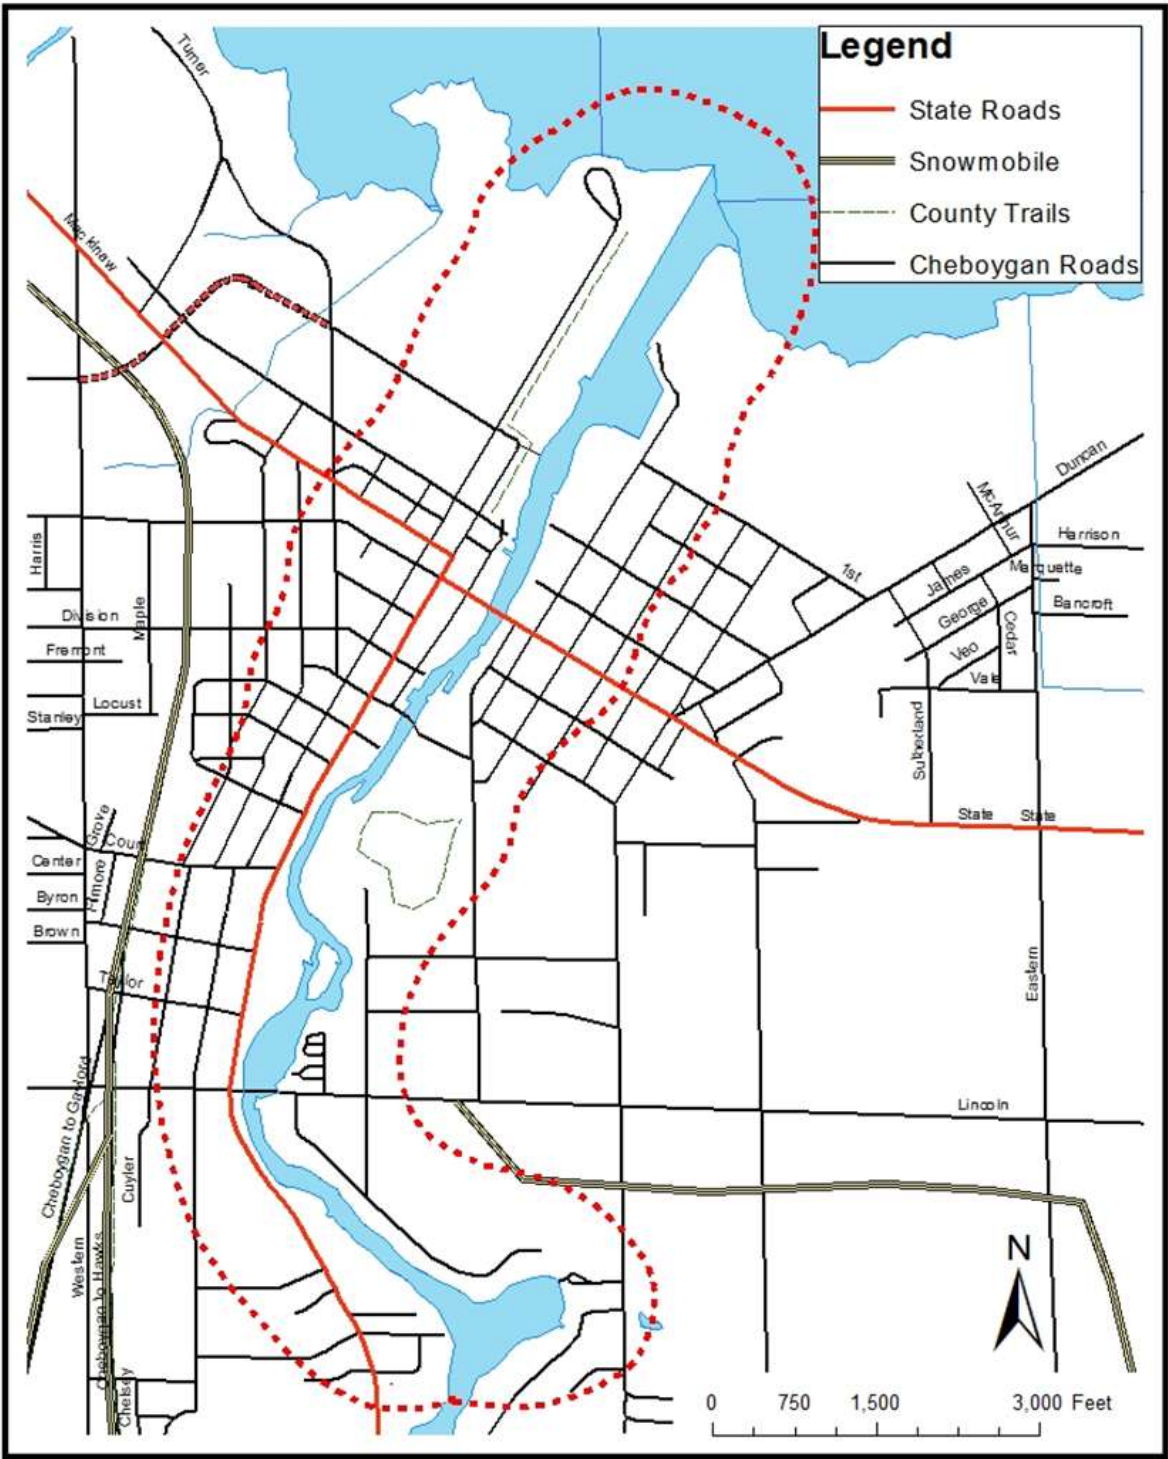 Legend
State Roads
Snowmobile
County Trails
Cheboygan Roads
Turner
Mackinaw
Duncan
McArthur
Harrison
Harris
1st
James
Marquette
Bancroft
George
Division
Maple
Cedar
Fremont
Veo
Vale
Locust
Stanley
Sutherland
State State
Grove
Court
Center
Filmore
Byron
Brown
Taylor
Eastern
Lincoln
Cheboygan to Gaylord
Cuyler
Western
Cheboygan to Hawks
Chelsey
N
0 750 1,500 3,000 Feet